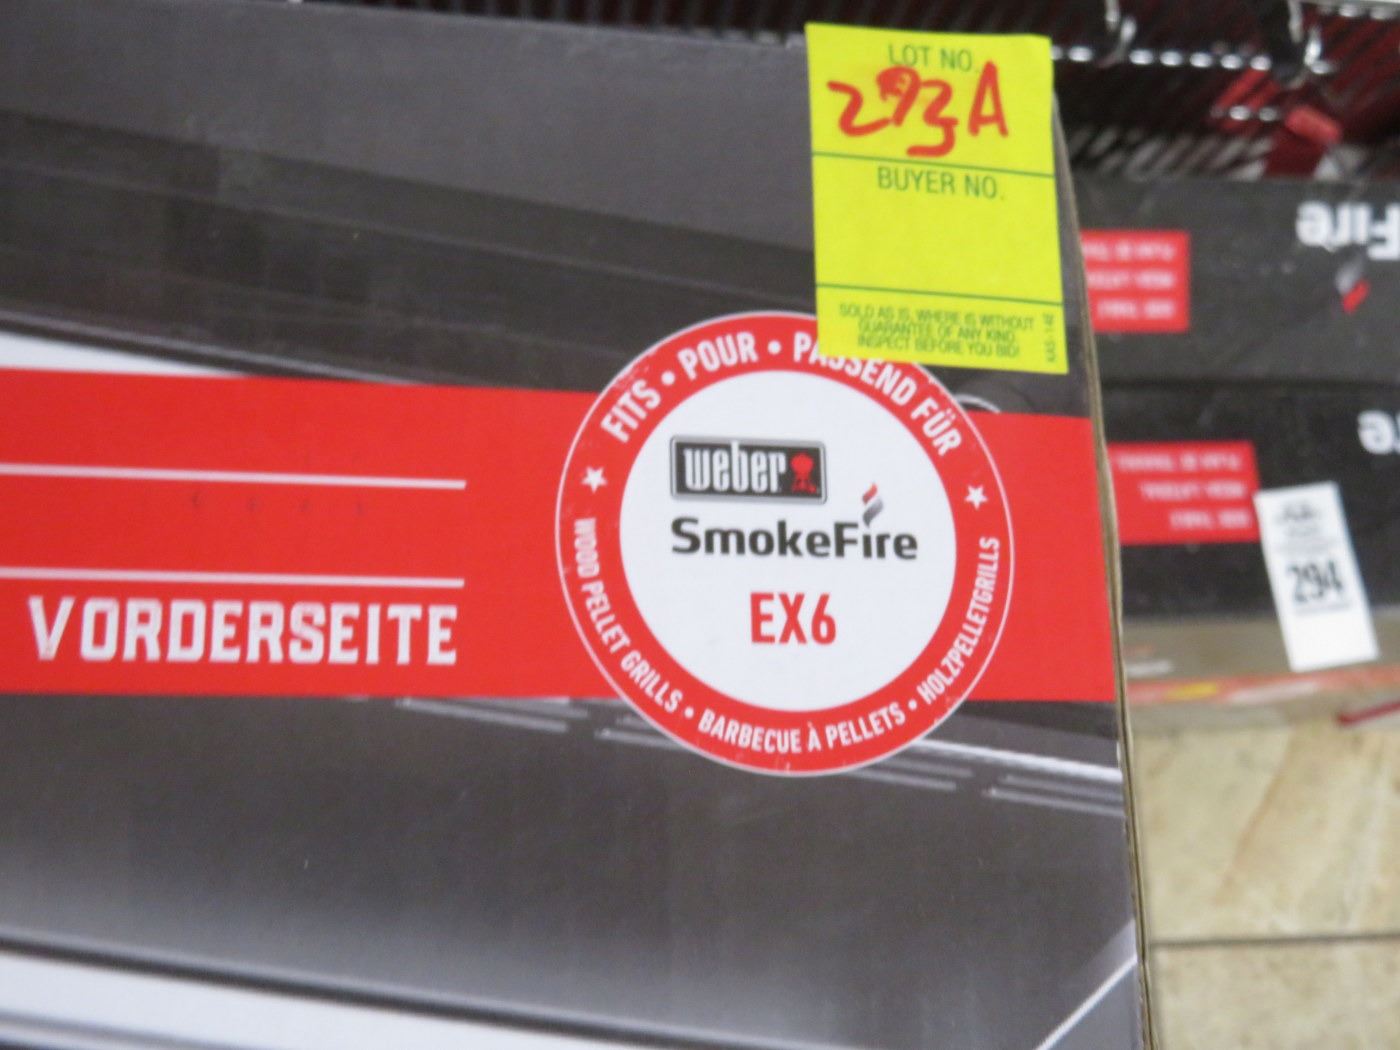 LOT NO.
293A
BUYER NO.
SOLD AS IS, WHERE IS WITHOUT
GUARANTEE OF ANY KIND.
INSPECT BEFORE YOU BID!
FITS • POUR • PASSEND FÜR
weber
SmokeFire
EX6
WOOD PELLET GRILLS • BARBECUE À PELLETS • HOLZPELLETGRILLS
VORDERSEITE
Fire
294